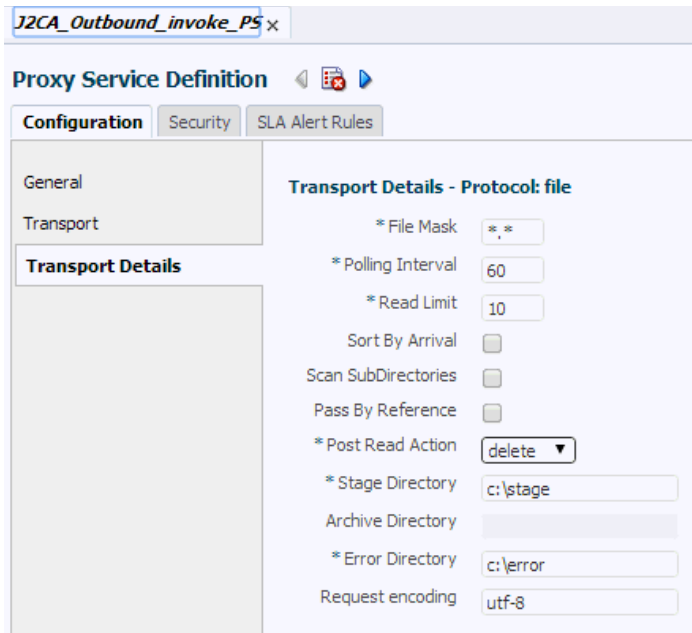 J2CA_Outbound_invoke_PS ×
Proxy Service Definition
Configuration Security SLA Alert Rules
General
Transport
Transport Details
Transport Details - Protocol: file
* File Mask *.*
* Polling Interval 60
* Read Limit 10
Sort By Arrival
Scan SubDirectories
Pass By Reference
* Post Read Action delete
* Stage Directory c:\stage
Archive Directory
* Error Directory c:\error
Request encoding utf-8